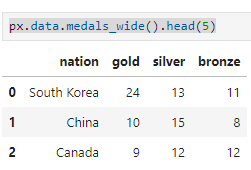 px.data.medals_wide().head(5)
nation gold silver bronze
0 South Korea 24 13 11
1 China 10 15 8
2 Canada 9 12 12